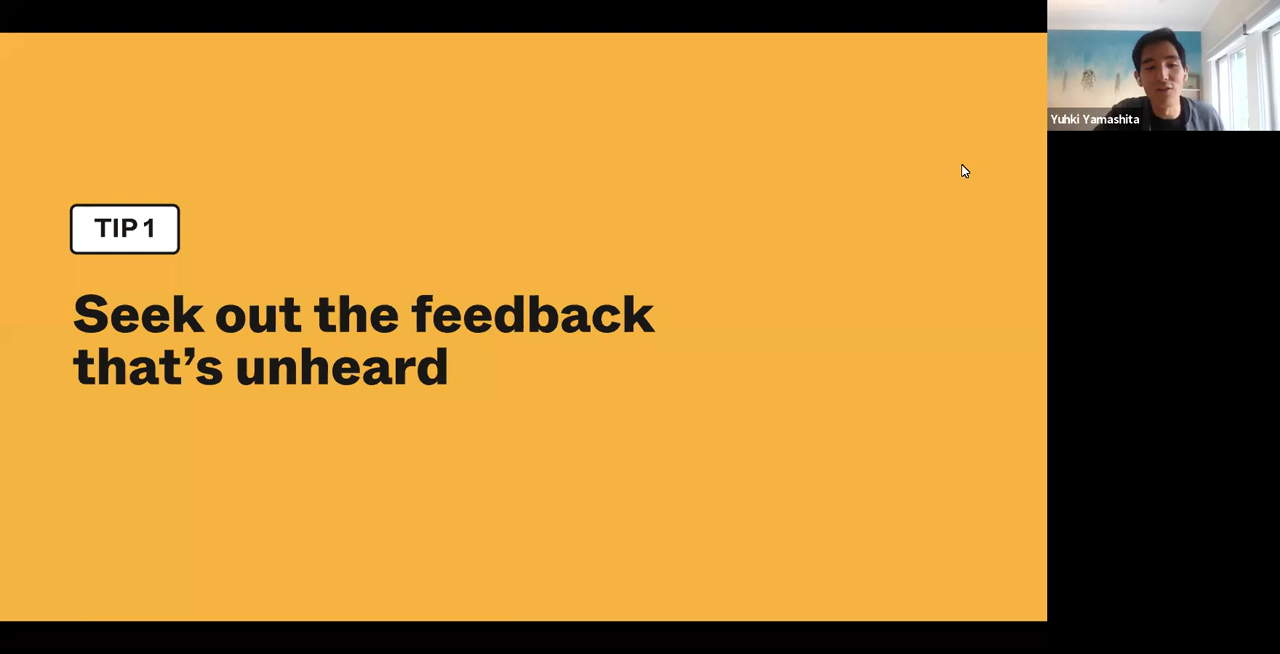 TIP 1
Seek out the feedback
that’s unheard
Yuhki Yamashita